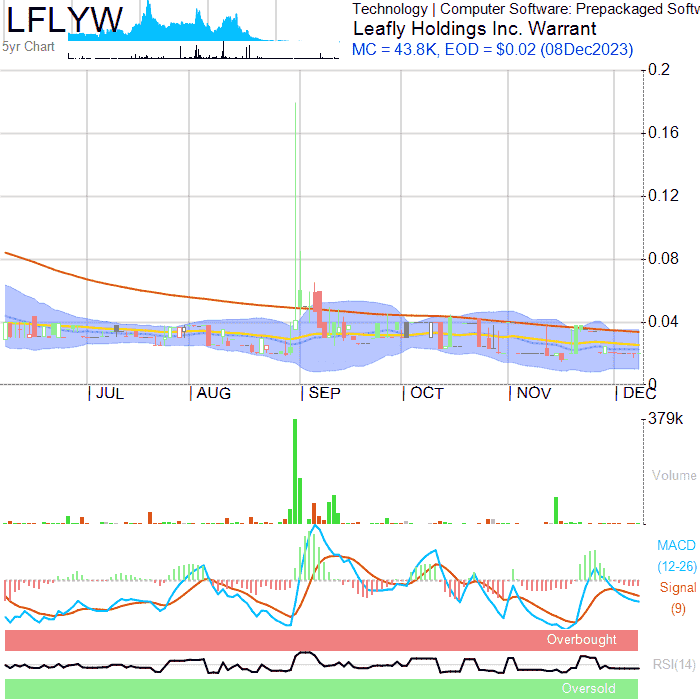 LFLYW
5yr Chart
Technology | Computer Software: Prepackaged Softw
Leafly Holdings Inc. Warrant
MC = 43.8K, EOD = $0.02 (08Dec2023)
0.2
0.16
0.12
0.08
0.04
0
JUL AUG SEP OCT NOV DEC
379k
Volume
MACD
(12-26)
Signal
(9)
Overbought
RSI(14)
Oversold